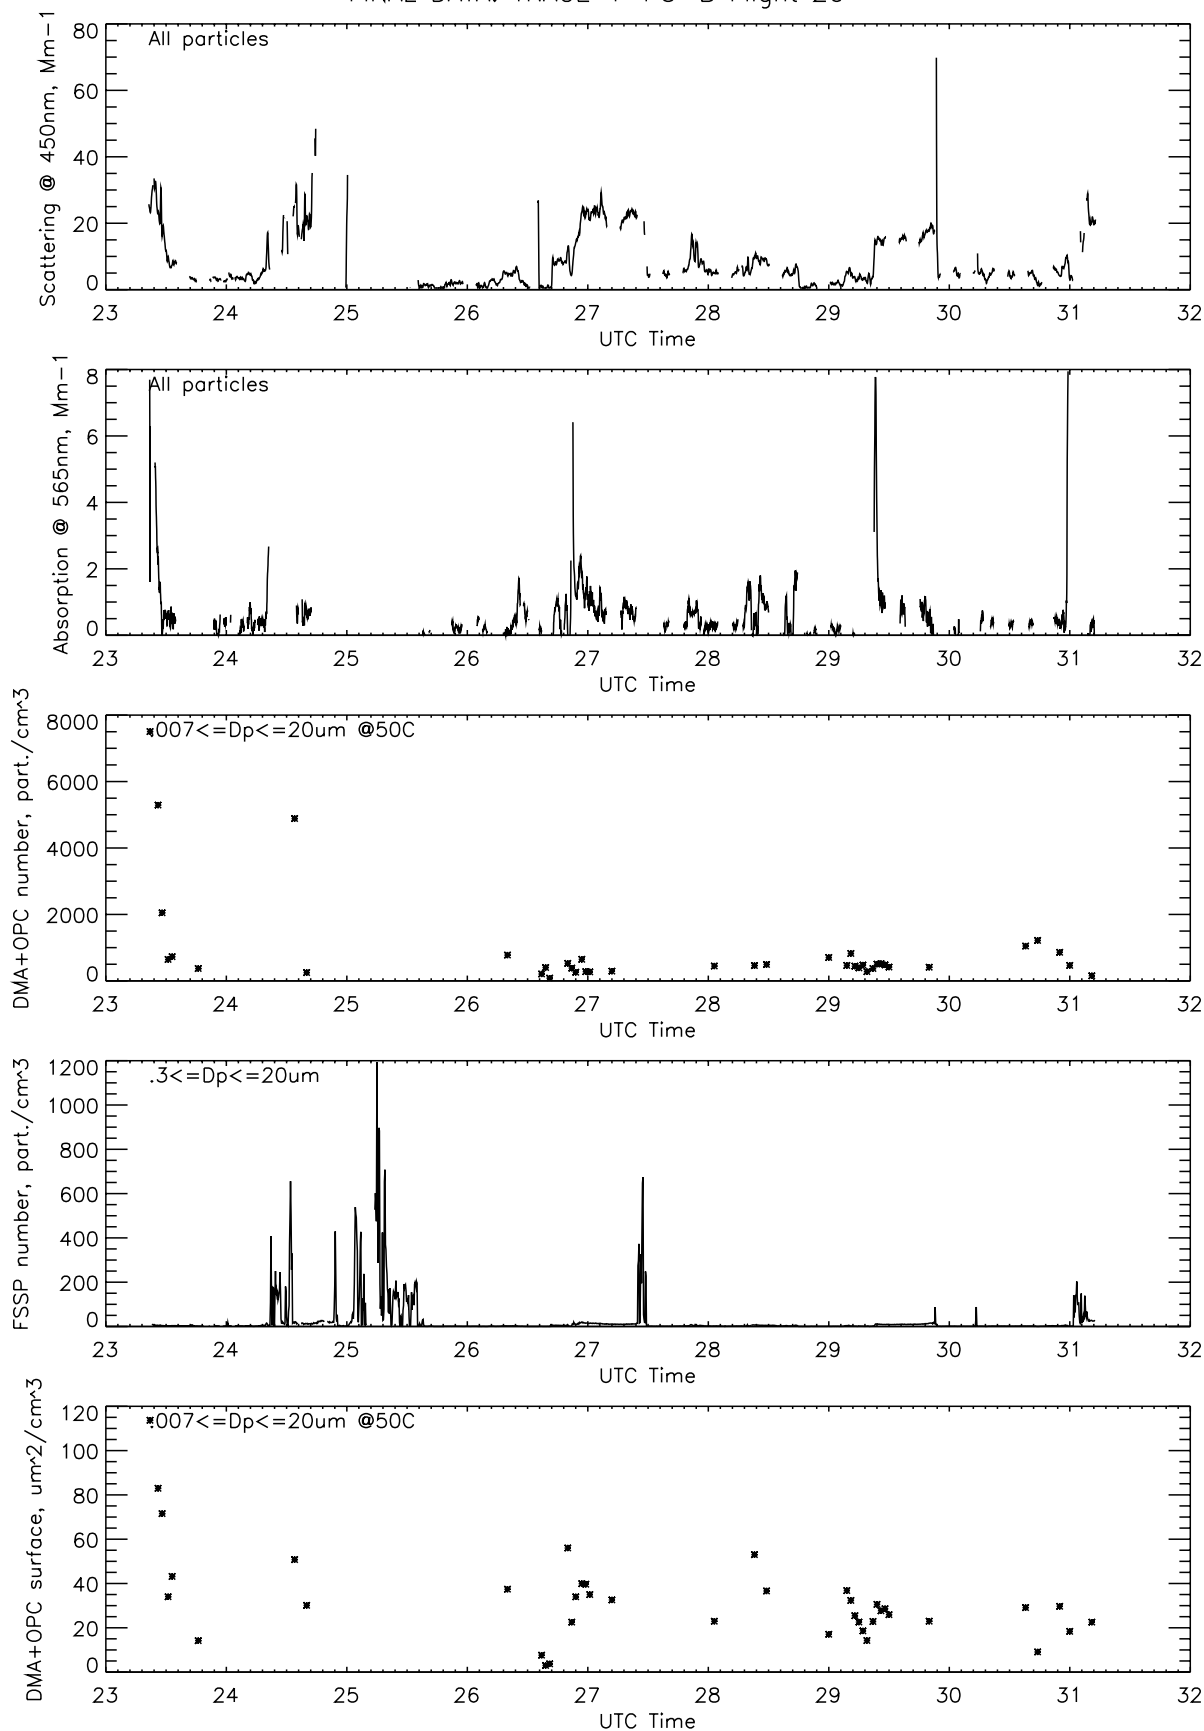 80
All particles
60
40
20
0
Scattering @ 450nm, Mm-1
23 24 25 26 27 28 29 30 31 32
UTC Time
8
All particles
6
4
2
0
Absorption @ 565nm, Mm-1
23 24 25 26 27 28 29 30 31 32
UTC Time
8000
.007<=Dp<=20um @50C
6000
4000
2000
0
DMA+OPC number, part./cm^3
23 24 25 26 27 28 29 30 31 32
UTC Time
1200
.3<=Dp<=20um
1000
800
600
400
200
0
FSSP number, part./cm^3
23 24 25 26 27 28 29 30 31 32
UTC Time
120
.007<=Dp<=20um @50C
100
80
60
40
20
0
DMA+OPC surface, um^2/cm^3
23 24 25 26 27 28 29 30 31 32
UTC Time